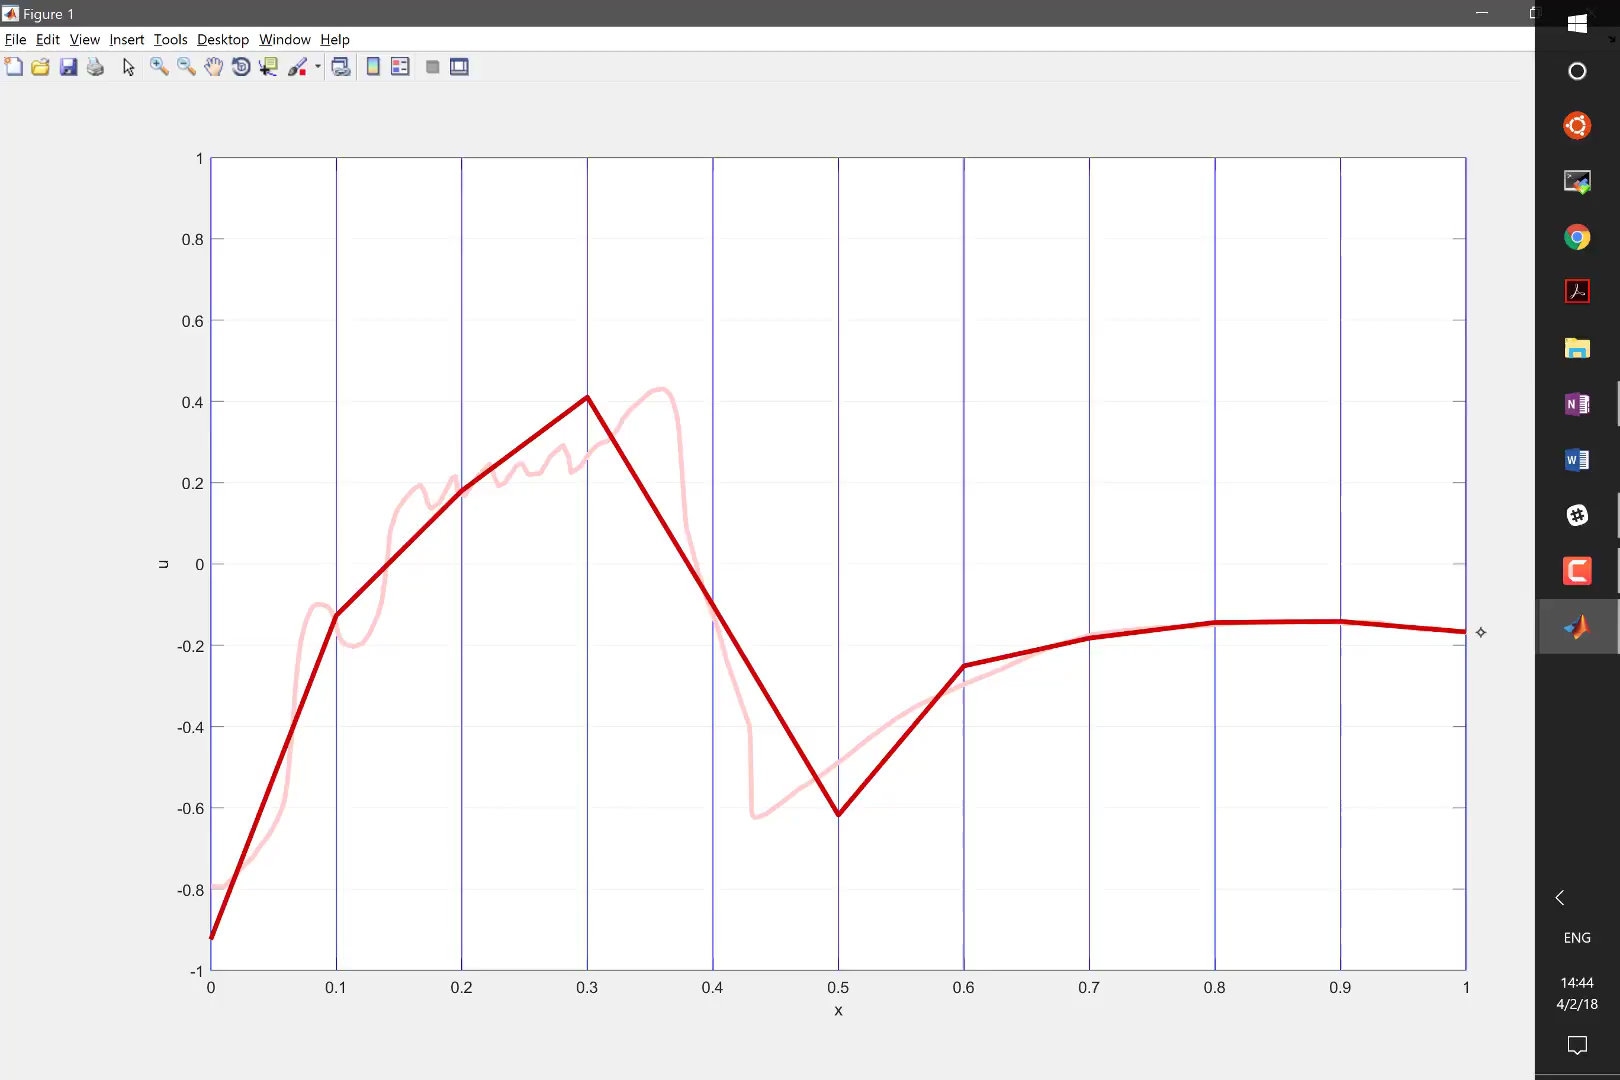 Figure 1
File Edit View Insert Tools Desktop Window Help
1
0.8
0.6
0.4
0.2
0
-0.2
-0.4
-0.6
-0.8
-1
u
0 0.1 0.2 0.3 0.4 0.5 0.6 0.7 0.8 0.9 1
x
N
W
C
ENG
14:44
4/2/18